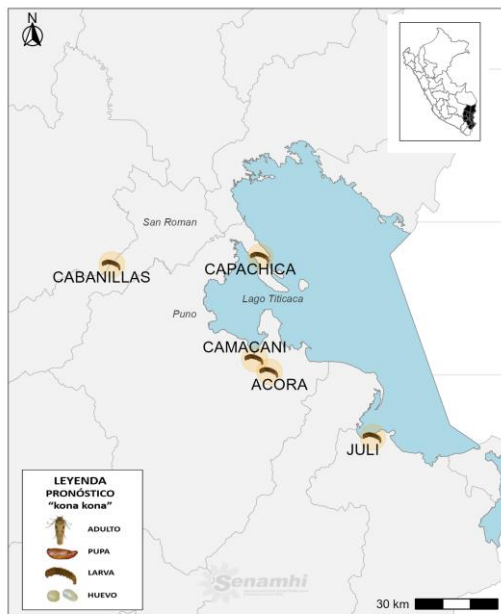 N
San Roman
CABANILLAS
CAPACHICA
Lago Titicaca
Puno
CAMACANI
ACORA
JULI
LEYENDA
PRONÓSTICO
"kona kona"
ADULTO
PUPA
LARVA
HUEVO
Senamhi
30 km